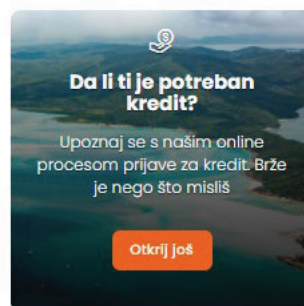 Da li ti je potreban
kredit?
Upoznaj se s našim online
procesom prijave za kredit. Brže
je nego što misliš
Otkrij još